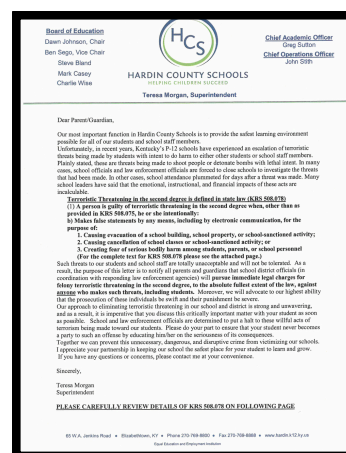 Board of Education
Dawn Johnson, Chair
Ben Sego, Vice Chair
Steve Bland
Mark Casey
Charlie Wise
HCS
HARDIN COUNTY SCHOOLS
HELPING CHILDREN SUCCEED
Teresa Morgan, Superintendent
Chief Academic Officer
Greg Sutton
Chief Operations Officer
John Stith
Dear Parent/Guardian,
Our most important function in Hardin County Schools is to provide the safest learning environment
possible for all of our students and school staff members.
Unfortunately, in recent years, Kentucky's P-12 schools have experienced an escalation of terroristic
threats being made by students with intent to do harm to either other students or school staff members.
Plainly stated, these are threats being made to shoot people or detonate bombs with lethal intent. In many
cases, school officials and law enforcement officials are forced to close schools to investigate the threats
that had been made. In other cases, school attendance plummeted for days after a threat was made. Many
school leaders have said that the emotional, instructional, and financial impacts of these acts are
incalculable.
Terroristic Threatening in the second degree is defined in state law (KRS 508.078)
(1) A person is guilty of terroristic threatening in the second degree when, other than as
provided in KRS 508.075, he or she intentionally:
b) Makes false statements by any means, including by electronic communication, for the
purpose of:
1. Causing evacuation of a school building, school property, or school-sanctioned activity;
2. Causing cancellation of school classes or school-sanctioned activity; or
3. Creating fear of serious bodily harm among students, parents, or school personnel
(For the complete text for KRS 508.078 please see the attached page.)
Such threats to our students and school staff are totally unacceptable and will not be tolerated. As a
result, the purpose of this letter is to notify all parents and guardians that school district officials (in
coordination with responding law enforcement agencies) will pursue immediate legal charges for
felony terroristic threatening in the second degree, to the absolute fullest extent of the law, against
anyone who makes such threats, including students. Moreover, we will advocate to our highest ability
that the prosecution of these individuals be swift and their punishment be severe.
Our approach to eliminating terroristic threatening in our school and district is strong and unwavering,
and as a result, it is imperative that you discuss this critically important matter with your student as soon
as possible. School and law enforcement officials are determined to put a halt to these willful acts of
terrorism being made toward our students. Please do your part to ensure that your student never becomes
a party to such an offense by educating him/her on the seriousness of its consequences.
Together we can prevent this unnecessary, dangerous, and disruptive crime from victimizing our schools.
I appreciate your partnership in keeping our school the safest place for your student to learn and grow.
If you have any questions or concerns, please contact me at your convenience.
Sincerely,
Teresa Morgan
Superintendent
PLEASE CAREFULLY REVIEW DETAILS OF KRS 508.078 ON FOLLOWING PAGE
65 W.A. Jenkins Road • Elizabethtown, KY • Phone 270-769-8800 • Fax 270-769-8888 • www.hardin.k12.ky.us
Equal Education and Employment Institution